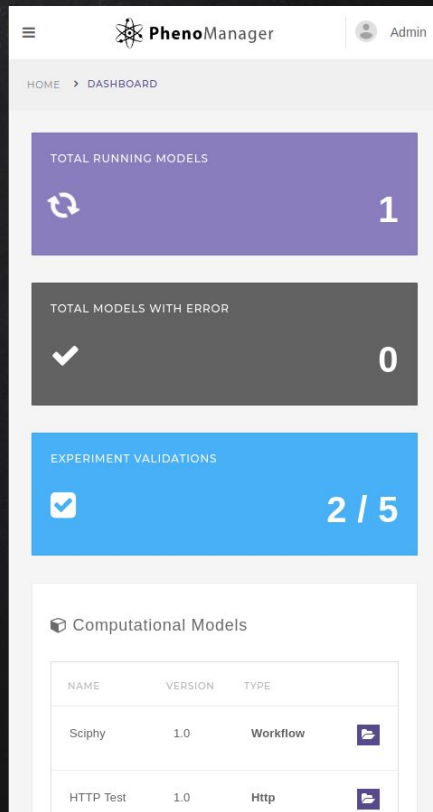 PhenoManager
Admin
HOME > DASHBOARD
TOTAL RUNNING MODELS
1
TOTAL MODELS WITH ERROR
0
EXPERIMENT VALIDATIONS
2 / 5
Computational Models
NAME VERSION TYPE
Sciphy 1.0 Workflow
HTTP Test 1.0 Http